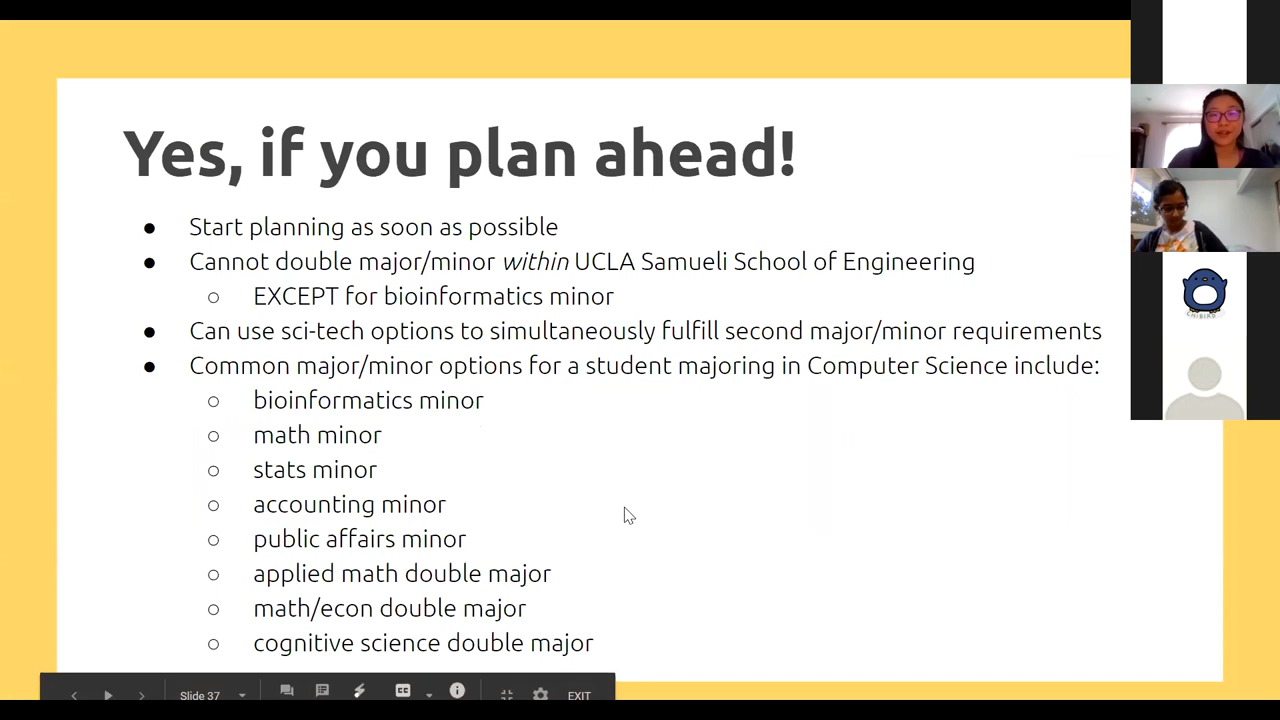 Yes, if you plan ahead!
● Start planning as soon as possible
● Cannot double major/minor within UCLA Samueli School of Engineering
○ EXCEPT for bioinformatics minor
● Can use sci-tech options to simultaneously fulfill second major/minor requirements
● Common major/minor options for a student majoring in Computer Science include:
○ bioinformatics minor
○ math minor
○ stats minor
○ accounting minor
○ public affairs minor
○ applied math double major
○ math/econ double major
○ cognitive science double major
CHIBIRD
Slide 37
CC
EXIT